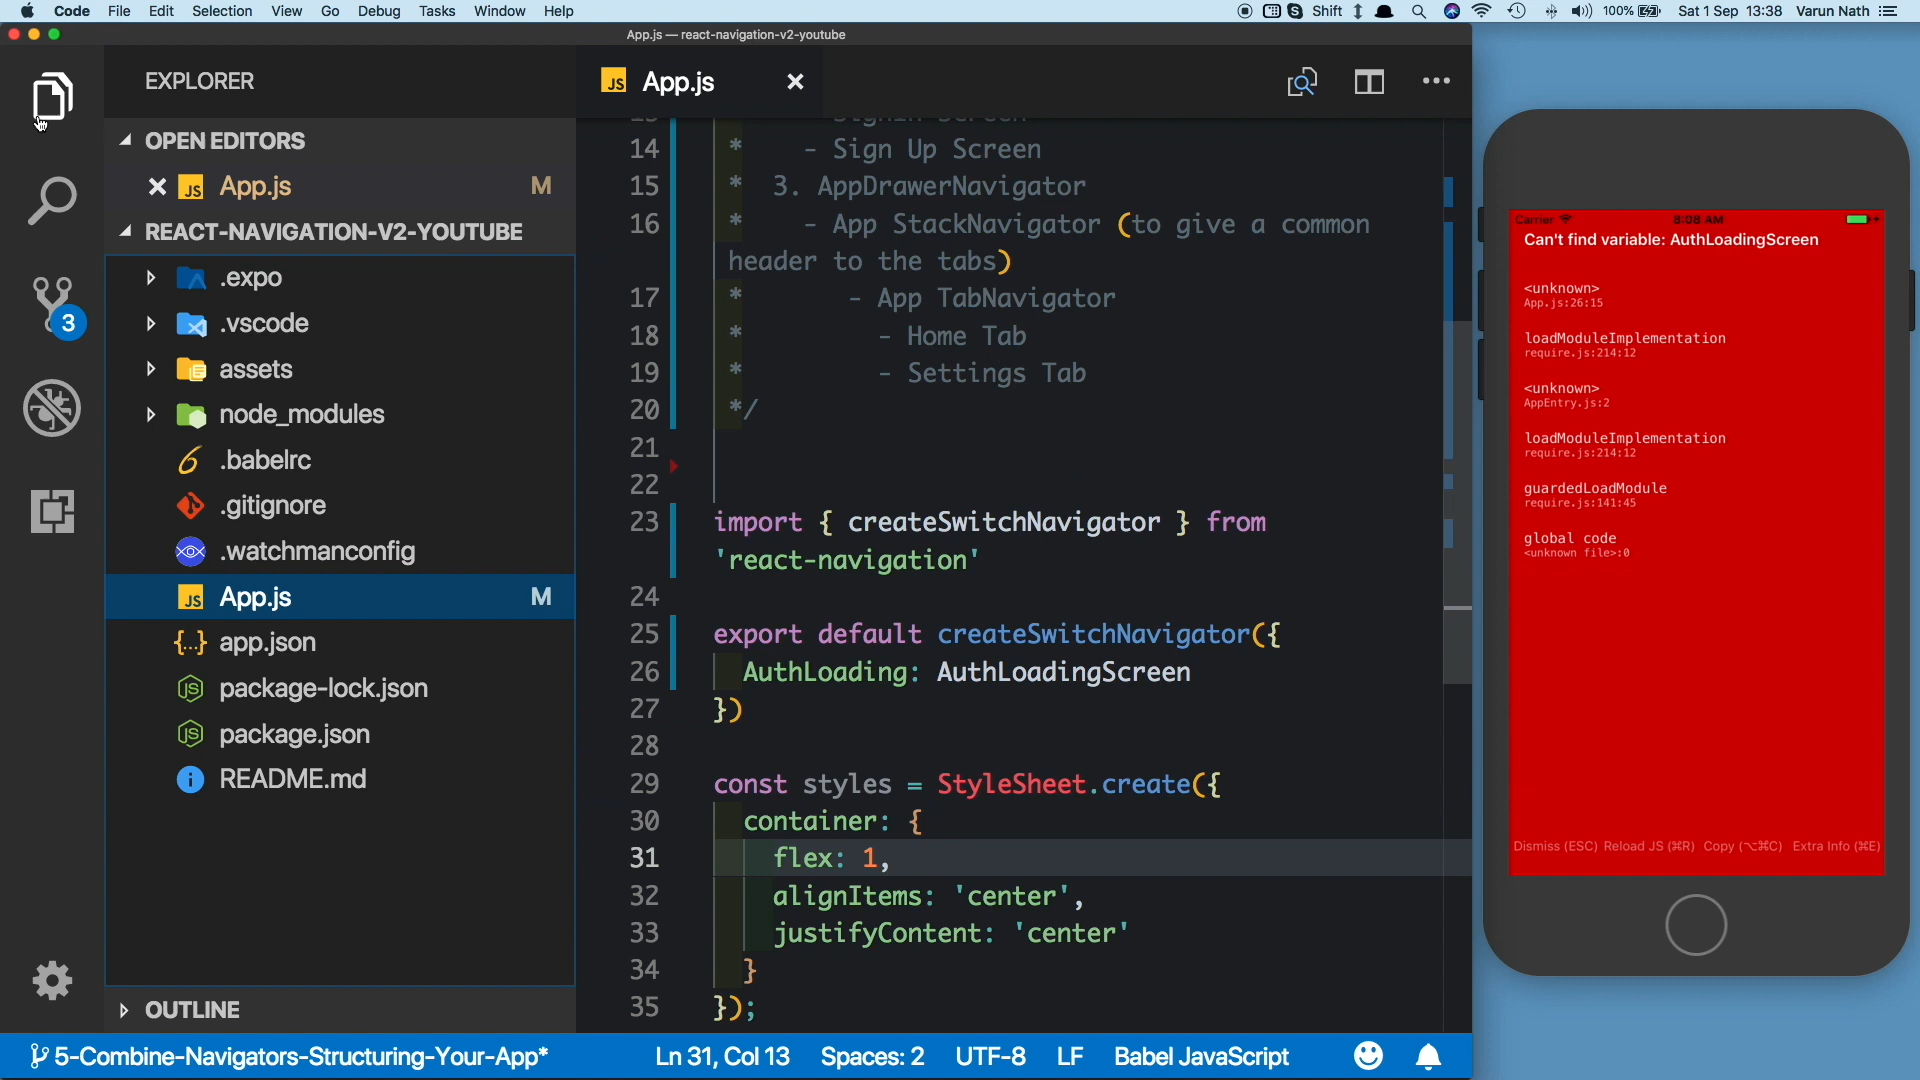 Code File Edit Selection View Go Debug Tasks Window Help Shift 100% Sat 1 Sep 13:38 Varun Nath
App.js — react-navigation-v2-youtube
EXPLORER
OPEN EDITORS
App.js M
REACT-NAVIGATION-V2-YOUTUBE
.expo
.vscode
assets
node_modules
.babelrc
.gitignore
.watchmanconfig
App.js M
app.json
package-lock.json
package.json
README.md
OUTLINE
3
App.js
14 * - Sign Up Screen
15 * 3. AppDrawerNavigator
16 * - App StackNavigator (to give a common
header to the tabs)
17 * - App TabNavigator
18 * - Home Tab
19 * - Settings Tab
20 */
21
22
23 import { createSwitchNavigator } from
'react-navigation'
24
25 export default createSwitchNavigator({
26 AuthLoading: AuthLoadingScreen
27 })
28
29 const styles = StyleSheet.create({
30 container: {
31 flex: 1,
32 alignItems: 'center',
33 justifyContent: 'center'
34 }
35 });
5-Combine-Navigators-Structuring-Your-App* Ln 31, Col 13 Spaces: 2 UTF-8 LF Babel JavaScript
Carrier 8:08 AM
Can't find variable: AuthLoadingScreen
<unknown>
App.js:26:15
loadModuleImplementation
require.js:214:12
<unknown>
AppEntry.js:2
loadModuleImplementation
require.js:214:12
guardedLoadModule
require.js:141:45
global code
<unknown file>:0
Dismiss (ESC) Reload JS (⌘R) Copy (⌥⌘C) Extra Info (⌘E)